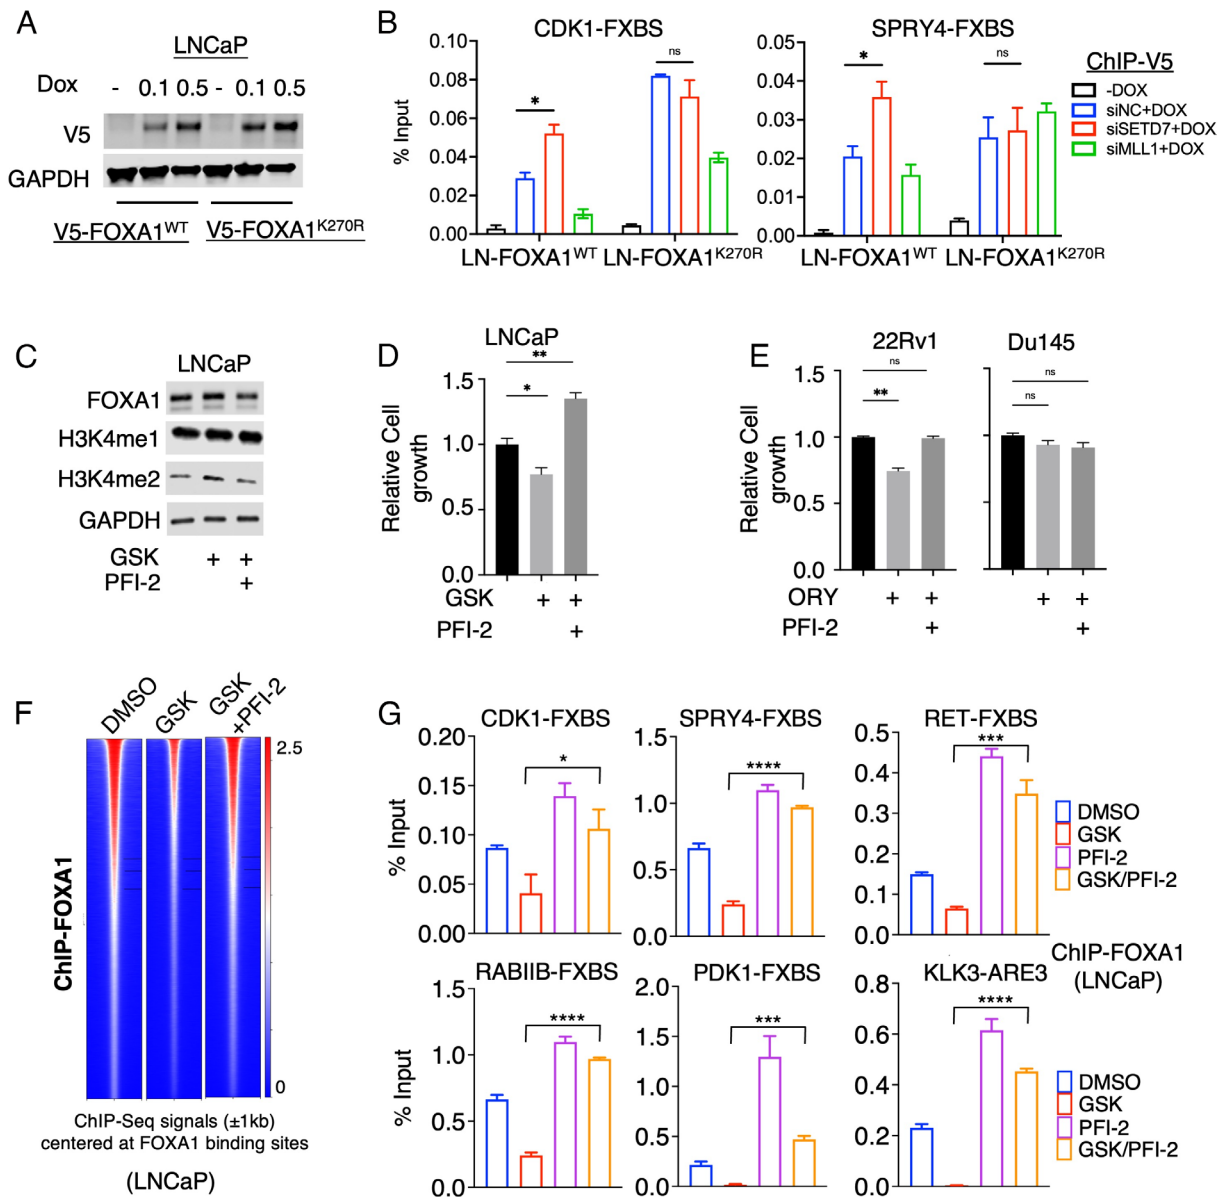 A
LNCaP
Dox - 0.1 0.5 - 0.1 0.5
V5
GAPDH
V5-FOXA1WT V5-FOXA1K270R
B
CDK1-FXBS
% Input
0.10
0.08
0.06
0.04
0.02
0.00
*
ns
LN-FOXA1WT LN-FOXA1K270R
SPRY4-FXBS
0.05
0.04
0.03
0.02
0.01
0.00
*
ns
LN-FOXA1WT LN-FOXA1K270R
ChIP-V5
-DOX
siNC+DOX
siSETD7+DOX
siMLL1+DOX
C
LNCaP
FOXA1
H3K4me1
H3K4me2
GAPDH
GSK + +
PFI-2 +
D
LNCaP
Relative Cell
growth
1.5
1.0
0.5
0.0
**
*
GSK + +
PFI-2 +
E
22Rv1
Relative Cell
growth
1.5
1.0
0.5
0.0
ns
**
Du145
ns
ns
ORY + + + +
PFI-2 + +
F
DMSO
GSK
GSK
+PFI-2
ChIP-FOXA1
2.5
0
ChIP-Seq signals (±1kb)
centered at FOXA1 binding sites
(LNCaP)
G
CDK1-FXBS
% Input
0.20
0.15
0.10
0.05
0.00
*
SPRY4-FXBS
1.5
1.0
0.5
0.0
****
RET-FXBS
0.5
0.4
0.3
0.2
0.1
0.0
***
DMSO
GSK
PFI-2
GSK/PFI-2
ChIP-FOXA1
(LNCaP)
RABIIB-FXBS
% Input
1.5
1.0
0.5
0.0
****
PDK1-FXBS
2.0
1.5
1.0
0.5
0.0
***
KLK3-ARE3
0.8
0.6
0.4
0.2
0.0
****
DMSO
GSK
PFI-2
GSK/PFI-2